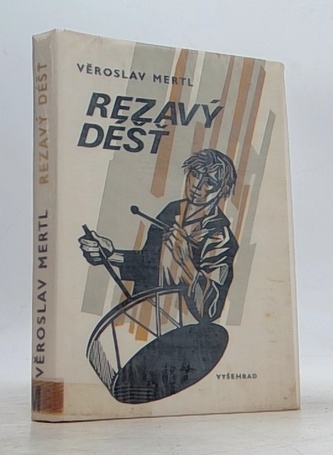 VĚROSLAV MERTL
REZAVÝ
DÉŠŤ
VYŠEHRAD
VĚROSLAV MERTL REZAVÝ DÉŠŤ